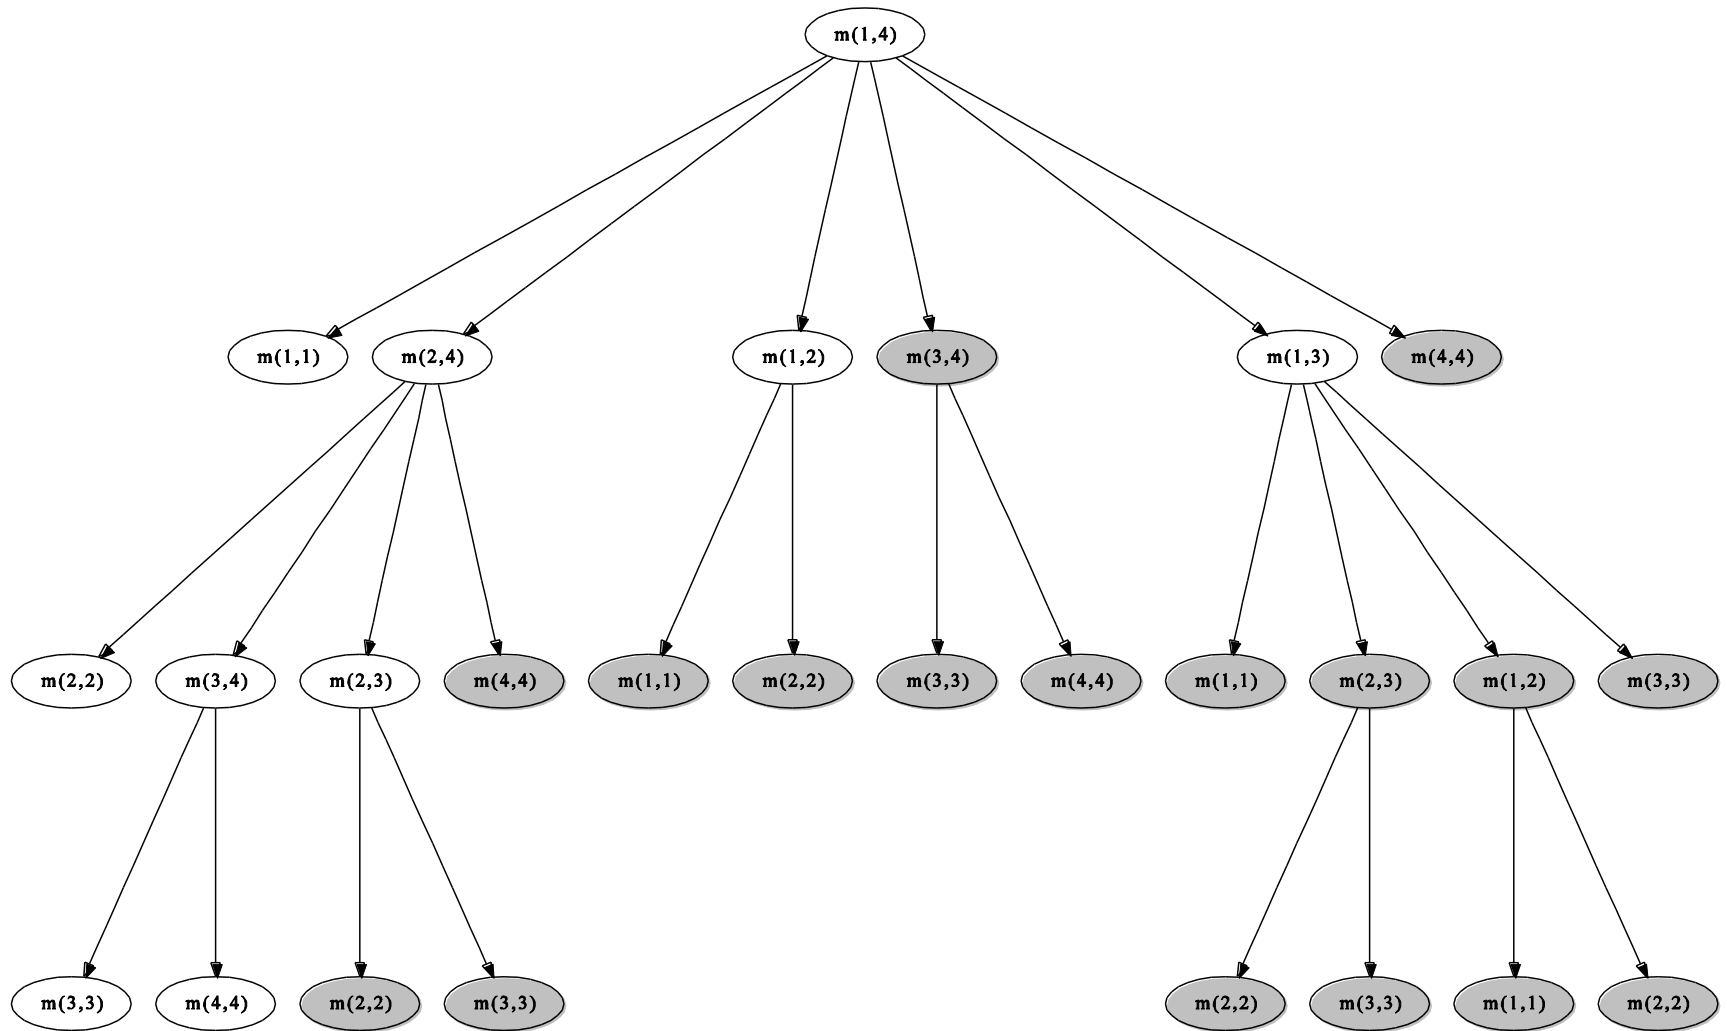 m(1,4)
m(1,1)
m(2,4)
m(1,2)
m(3,4)
m(1,3)
m(4,4)
m(2,2)
m(3,4)
m(2,3)
m(4,4)
m(1,1)
m(2,2)
m(3,3)
m(4,4)
m(1,1)
m(2,3)
m(1,2)
m(3,3)
m(3,3)
m(4,4)
m(2,2)
m(3,3)
m(2,2)
m(3,3)
m(1,1)
m(2,2)